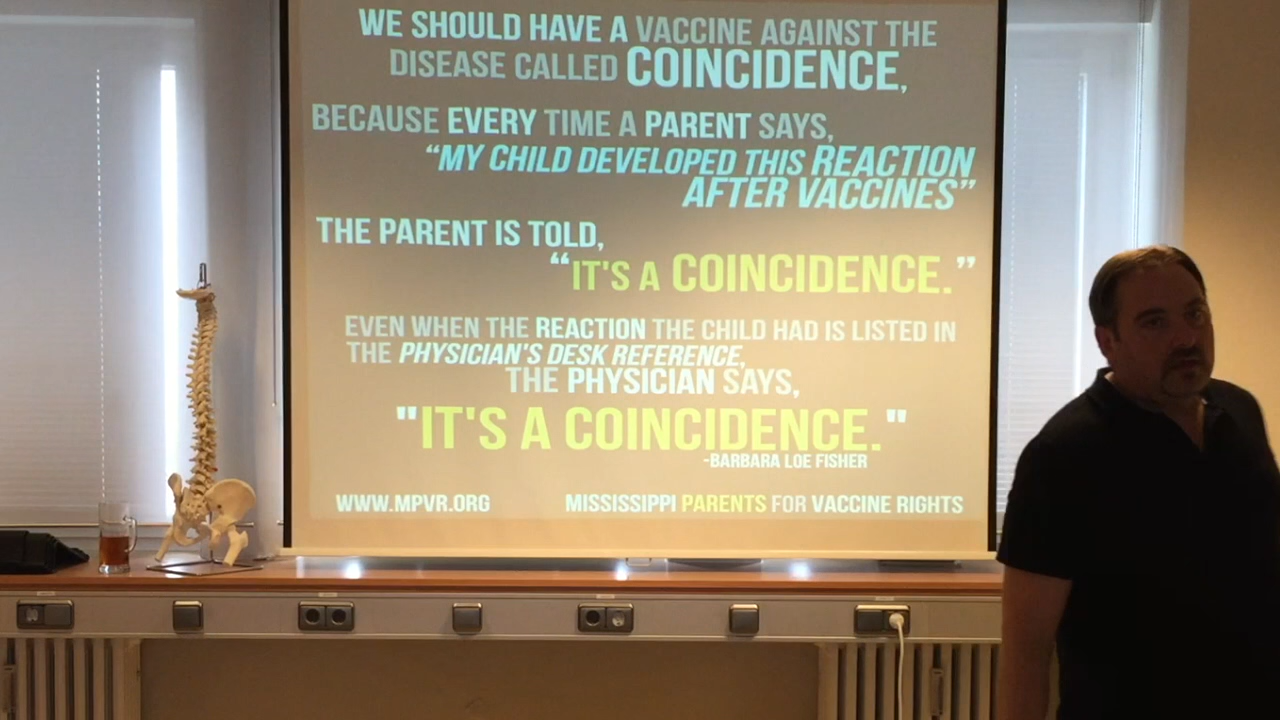 WE SHOULD HAVE A VACCINE AGAINST THE
DISEASE CALLED COINCIDENCE,
BECAUSE EVERY TIME A PARENT SAYS,
“MY CHILD DEVELOPED THIS REACTION
AFTER VACCINES”
THE PARENT IS TOLD,
“IT'S A COINCIDENCE.”
EVEN WHEN THE REACTION THE CHILD HAD IS LISTED IN
THE PHYSICIAN'S DESK REFERENCE,
THE PHYSICIAN SAYS,
"IT'S A COINCIDENCE."
-BARBARA LOE FISHER
WWW.MPVR.ORG MISSISSIPPI PARENTS FOR VACCINE RIGHTS